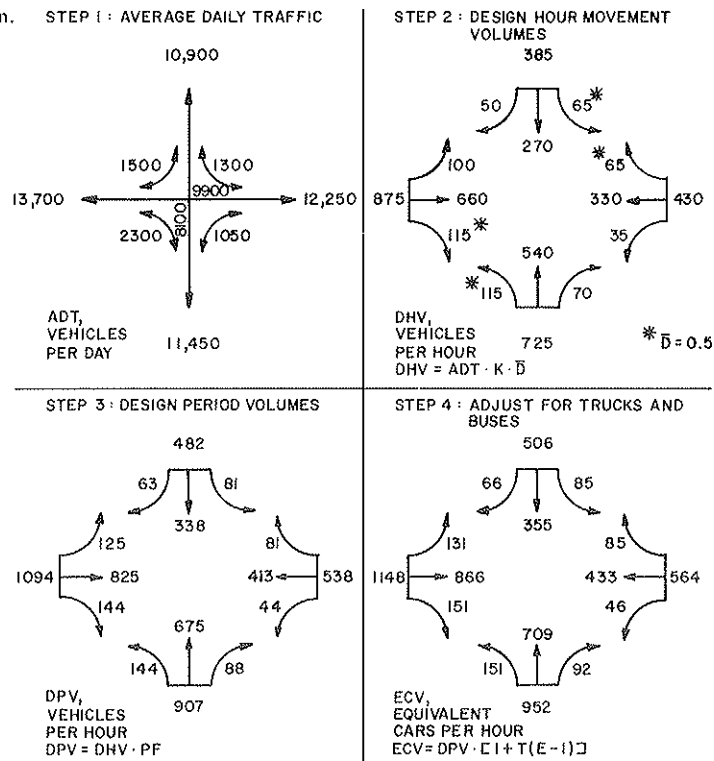 n.
STEP 1 : AVERAGE DAILY TRAFFIC
10,900
1500
1300
9900
13,700
12,250
8100
2300
1050
ADT,
VEHICLES
PER DAY
11,450
STEP 2 : DESIGN HOUR MOVEMENT
VOLUMES
385
50
65*
270
100
*65
875
660
330
430
115*
35
540
*115
70
DHV,
VEHICLES
PER HOUR
DHV = ADT · K · D̅
725
* D̅ = 0.5
STEP 3 : DESIGN PERIOD VOLUMES
482
63
81
338
125
81
1094
825
413
538
144
44
675
144
88
DPV,
VEHICLES
PER HOUR
DPV = DHV · PF
907
STEP 4 : ADJUST FOR TRUCKS AND
BUSES
506
66
85
355
131
85
1148
866
433
564
151
46
709
151
92
ECV,
EQUIVALENT
CARS PER HOUR
ECV = DPV · [1 + T(E-1)]
952